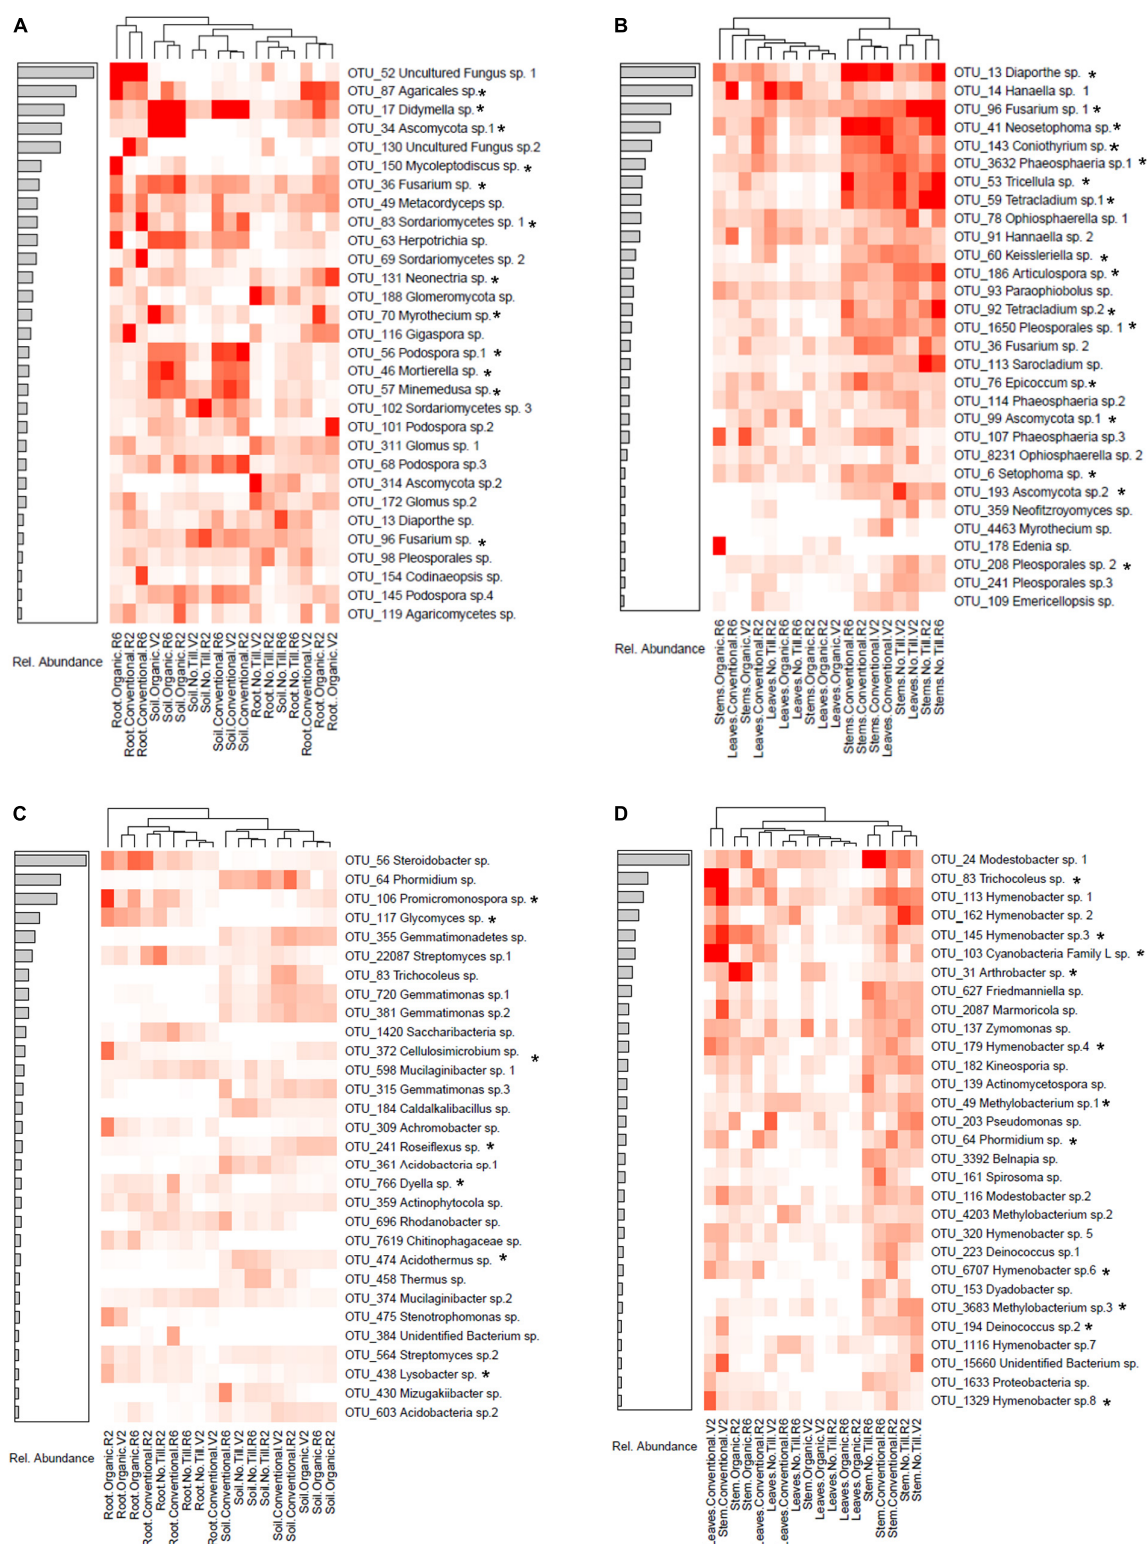 A
OTU_52 Uncultured Fungus sp. 1
OTU_87 Agaricales sp. *
OTU_17 Didymella sp. *
OTU_34 Ascomycota sp.1 *
OTU_130 Uncultured Fungus sp.2
OTU_150 Mycoleptodiscus sp. *
OTU_36 Fusarium sp. *
OTU_49 Metacordyceps sp.
OTU_83 Sordariomycetes sp. 1 *
OTU_63 Herpotrichia sp.
OTU_69 Sordariomycetes sp. 2
OTU_131 Neonectria sp. *
OTU_188 Glomeromycota sp.
OTU_70 Myrothecium sp. *
OTU_116 Gigaspora sp.
OTU_56 Podospora sp.1 *
OTU_46 Mortierella sp. *
OTU_57 Minemedusa sp. *
OTU_102 Sordariomycetes sp. 3
OTU_101 Podospora sp.2
OTU_311 Glomus sp. 1
OTU_68 Podospora sp.3
OTU_314 Ascomycota sp.2
OTU_172 Glomus sp.2
OTU_13 Diaporthe sp.
OTU_96 Fusarium sp. *
OTU_98 Pleosporales sp.
OTU_154 Codinaeopsis sp.
OTU_145 Podospora sp.4
OTU_119 Agaricomycetes sp.
Rel. Abundance
Root.Organic.R6
Root.Conventional.R2
Root.Conventional.R6
Soil.Organic.V2
Soil.Organic.R6
Soil.Organic.R2
Soil.No.Till.V2
Soil.No.Till.R2
Soil.Conventional.R6
Soil.Conventional.V2
Soil.Conventional.R2
Root.No.Till.V2
Root.No.Till.R2
Soil.No.Till.R6
Root.No.Till.R6
Root.Conventional.V2
Root.Organic.R2
Root.Organic.V2
B
OTU_13 Diaporthe sp. *
OTU_14 Hanaella sp. 1
OTU_96 Fusarium sp. 1 *
OTU_41 Neosetophoma sp. *
OTU_143 Coniothyrium sp. *
OTU_3632 Phaeosphaeria sp.1 *
OTU_53 Tricellula sp. *
OTU_59 Tetracladium sp.1 *
OTU_78 Ophiosphaerella sp. 1
OTU_91 Hannaella sp. 2
OTU_60 Keissleriella sp. *
OTU_186 Articulospora sp. *
OTU_93 Paraophiobolus sp.
OTU_92 Tetracladium sp.2 *
OTU_1650 Pleosporales sp. 1 *
OTU_36 Fusarium sp. 2
OTU_113 Sarocladium sp.
OTU_76 Epicoccum sp. *
OTU_114 Phaeosphaeria sp.2
OTU_99 Ascomycota sp.1 *
OTU_107 Phaeosphaeria sp.3
OTU_8231 Ophiosphaerella sp. 2
OTU_6 Setophoma sp. *
OTU_193 Ascomycota sp.2 *
OTU_359 Neofitzroyomyces sp.
OTU_4463 Myrothecium sp.
OTU_178 Edenia sp.
OTU_208 Pleosporales sp. 2 *
OTU_241 Pleosporales sp.3
OTU_109 Emericellopsis sp.
Rel. Abundance
Stems.Organic.R6
Leaves.Conventional.R6
Stems.Organic.V2
Leaves.Conventional.R2
Leaves.No.Till.R2
Leaves.Organic.R6
Leaves.No.Till.R6
Stems.Organic.R2
Leaves.Organic.R2
Leaves.Organic.V2
Stems.Conventional.R6
Stems.Conventional.R2
Stems.Conventional.V2
Leaves.Conventional.V2
Stems.No.Till.V2
Leaves.No.Till.V2
Stems.No.Till.R2
Stems.No.Till.R6
C
OTU_56 Steroidobacter sp.
OTU_64 Phormidium sp.
OTU_106 Promicromonospora sp. *
OTU_117 Glycomyces sp. *
OTU_355 Gemmatimonadetes sp.
OTU_22087 Streptomyces sp.1
OTU_83 Trichocoleus sp.
OTU_720 Gemmatimonas sp.1
OTU_381 Gemmatimonas sp.2
OTU_1420 Saccharibacteria sp.
OTU_372 Cellulosimicrobium sp. *
OTU_598 Mucilaginibacter sp. 1
OTU_315 Gemmatimonas sp.3
OTU_184 Caldalkalibacillus sp.
OTU_309 Achromobacter sp.
OTU_241 Roseiflexus sp. *
OTU_361 Acidobacteria sp.1
OTU_766 Dyella sp. *
OTU_359 Actinophytocola sp.
OTU_696 Rhodanobacter sp.
OTU_7619 Chitinophagaceae sp.
OTU_474 Acidothermus sp. *
OTU_458 Thermus sp.
OTU_374 Mucilaginibacter sp.2
OTU_475 Stenotrophomonas sp.
OTU_384 Unidentified Bacterium sp.
OTU_564 Streptomyces sp.2
OTU_438 Lysobacter sp. *
OTU_430 Mizugakiibacter sp.
OTU_603 Acidobacteria sp.2
Rel. Abundance
Root.Organic.R2
Root.Organic.V2
Root.Organic.R6
Root.Conventional.R2
Root.No.Till.R2
Root.Conventional.R6
Root.No.Till.R6
Root.No.Till.V2
Root.Conventional.V2
Soil.Conventional.R6
Soil.No.Till.V2
Soil.No.Till.R6
Soil.No.Till.R2
Soil.Conventional.V2
Soil.Conventional.R2
Soil.Organic.V2
Soil.Organic.R6
Soil.Organic.R2
D
OTU_24 Modestobacter sp. 1
OTU_83 Trichocoleus sp. *
OTU_113 Hymenobacter sp. 1
OTU_162 Hymenobacter sp. 2
OTU_145 Hymenobacter sp.3 *
OTU_103 Cyanobacteria Family L sp. *
OTU_31 Arthrobacter sp. *
OTU_627 Friedmanniella sp.
OTU_2087 Marmoricola sp.
OTU_137 Zymomonas sp.
OTU_179 Hymenobacter sp.4 *
OTU_182 Kineosporia sp.
OTU_139 Actinomycetospora sp.
OTU_49 Methylobacterium sp.1 *
OTU_203 Pseudomonas sp.
OTU_64 Phormidium sp. *
OTU_3392 Belnapia sp.
OTU_161 Spirosoma sp.
OTU_116 Modestobacter sp.2
OTU_4203 Methylobacterium sp.2
OTU_320 Hymenobacter sp. 5
OTU_223 Deinococcus sp.1
OTU_6707 Hymenobacter sp.6 *
OTU_153 Dyadobacter sp.
OTU_3683 Methylobacterium sp.3 *
OTU_194 Deinococcus sp.2 *
OTU_1116 Hymenobacter sp.7
OTU_15660 Unidentified Bacterium sp.
OTU_1633 Proteobacteria sp.
OTU_1329 Hymenobacter sp.8 *
Rel. Abundance
Leaves.Conventional.V2
Stem.Conventional.V2
Stem.Organic.R2
Stem.Organic.R6
Leaves.Conventional.R2
Leaves.No.Till.V2
Leaves.Conventional.R6
Leaves.No.Till.R6
Stem.Organic.V2
Leaves.Organic.V2
Leaves.No.Till.R2
Leaves.Organic.R6
Leaves.Organic.R2
Stem.No.Till.R6
Stem.Conventional.R6
Stem.Conventional.R2
Stem.No.Till.R2
Stem.No.Till.V2